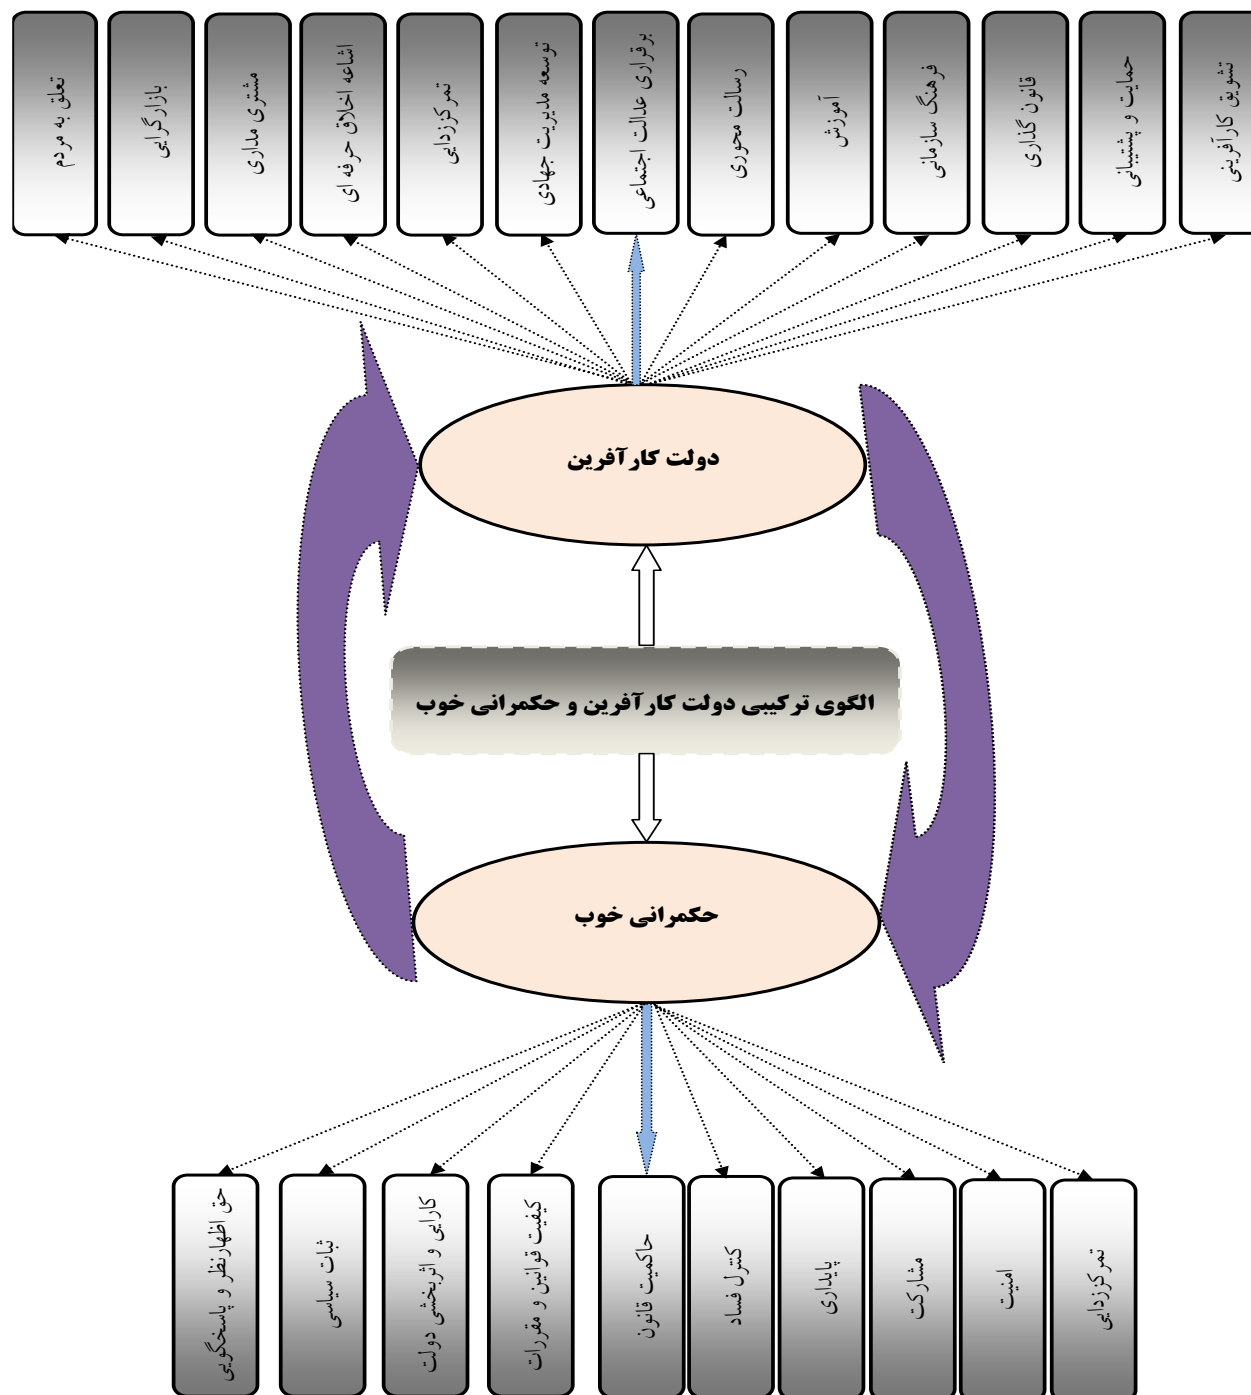 تشویق کارآفرینی
حمایت و پشتیبانی
قانون گذاری
فرهنگ سازمانی
آموزش
رسالت محوری
برقراری عدالت اجتماعی
توسعه مدیریت جهادی
تمرکززدایی
اشاعه اخلاق حرفه ای
مشتری مداری
بازارگرایی
تعلق به مردم
دولت کارآفرین
الگوی ترکیبی دولت کارآفرین و حکمرانی خوب
حکمرانی خوب
تمرکززدایی
امنیت
مشارکت
پایداری
کنترل فساد
حاکمیت قانون
کیفیت قوانین و مقررات
کارایی و اثربخشی دولت
ثبات سیاسی
حق اظهارنظر و پاسخگویی